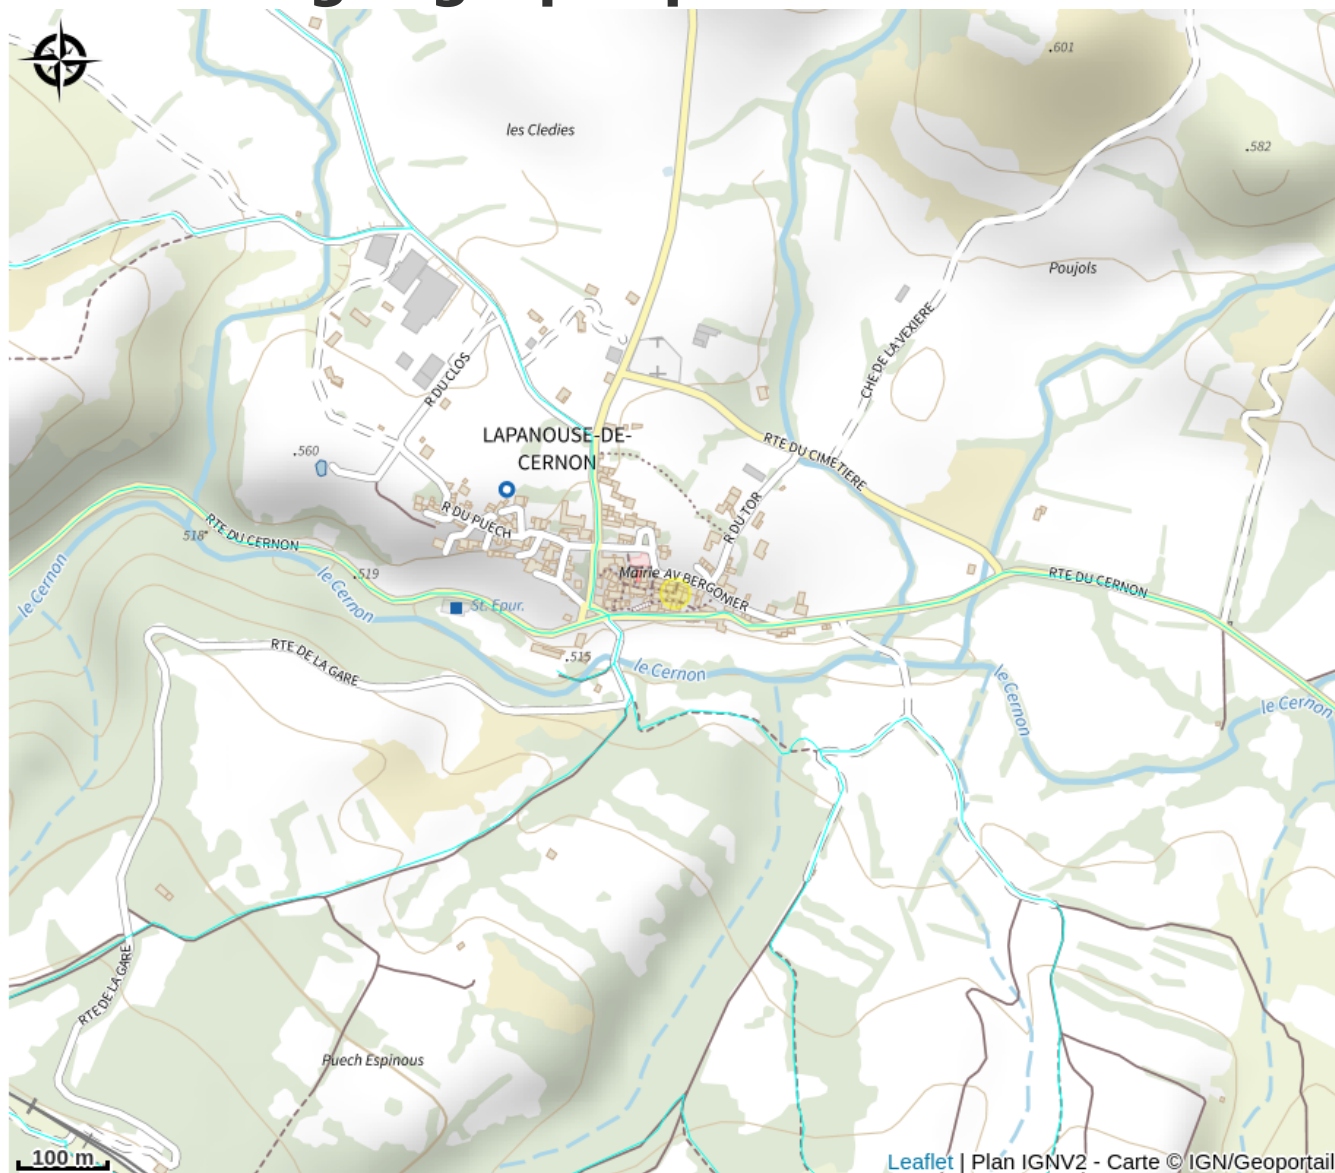 .601
les Cledies
.582
Poujols
CHE DE LA VEXIERE
R DU CLOS
LAPANOUSE-DE-
CERNON
RTE DU CIMETIERE
.560
R DU PUECH
R DU TOR
518
RTE DU CERNON
.519
Mairie
AV BERGONIER
RTE DU CERNON
le Cernon
le Cernon
St. Epur.
RTE DE LA GARE
.515
le Cernon
le Cernon
le Cernon
RTE DE LA GARE
Puech Espinous
100 m
Leaflet | Plan IGNV2 - Carte © IGN/Geoportail